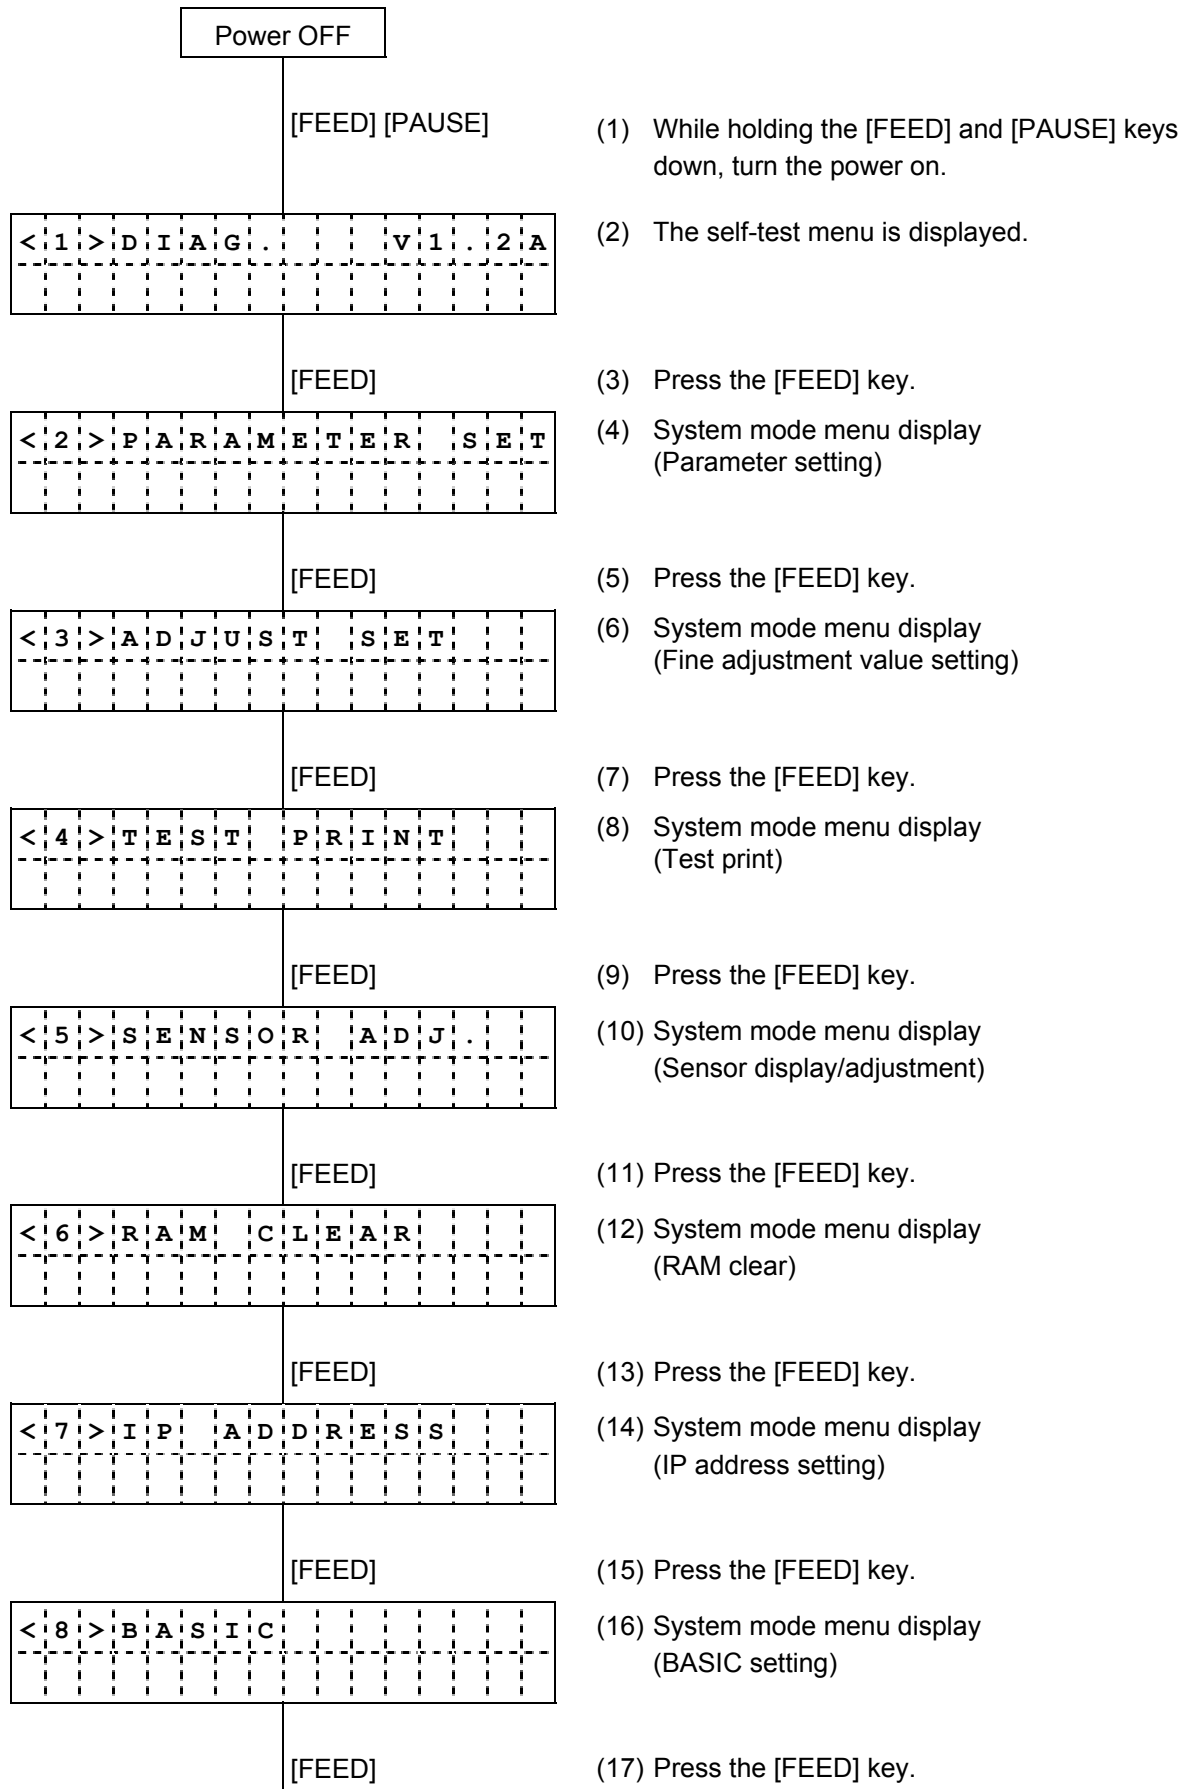 Power OFF
[FEED] [PAUSE]
(1) While holding the [FEED] and [PAUSE] keys
down, turn the power on.
<1>DIAG.    V1.2A
(2) The self-test menu is displayed.
[FEED]
(3) Press the [FEED] key.
<2>PARAMETER SET
(4) System mode menu display
(Parameter setting)
[FEED]
(5) Press the [FEED] key.
<3>ADJUST SET
(6) System mode menu display
(Fine adjustment value setting)
[FEED]
(7) Press the [FEED] key.
<4>TEST PRINT
(8) System mode menu display
(Test print)
[FEED]
(9) Press the [FEED] key.
<5>SENSOR ADJ.
(10) System mode menu display
(Sensor display/adjustment)
[FEED]
(11) Press the [FEED] key.
<6>RAM CLEAR
(12) System mode menu display
(RAM clear)
[FEED]
(13) Press the [FEED] key.
<7>IP ADDRESS
(14) System mode menu display
(IP address setting)
[FEED]
(15) Press the [FEED] key.
<8>BASIC
(16) System mode menu display
(BASIC setting)
[FEED]
(17) Press the [FEED] key.